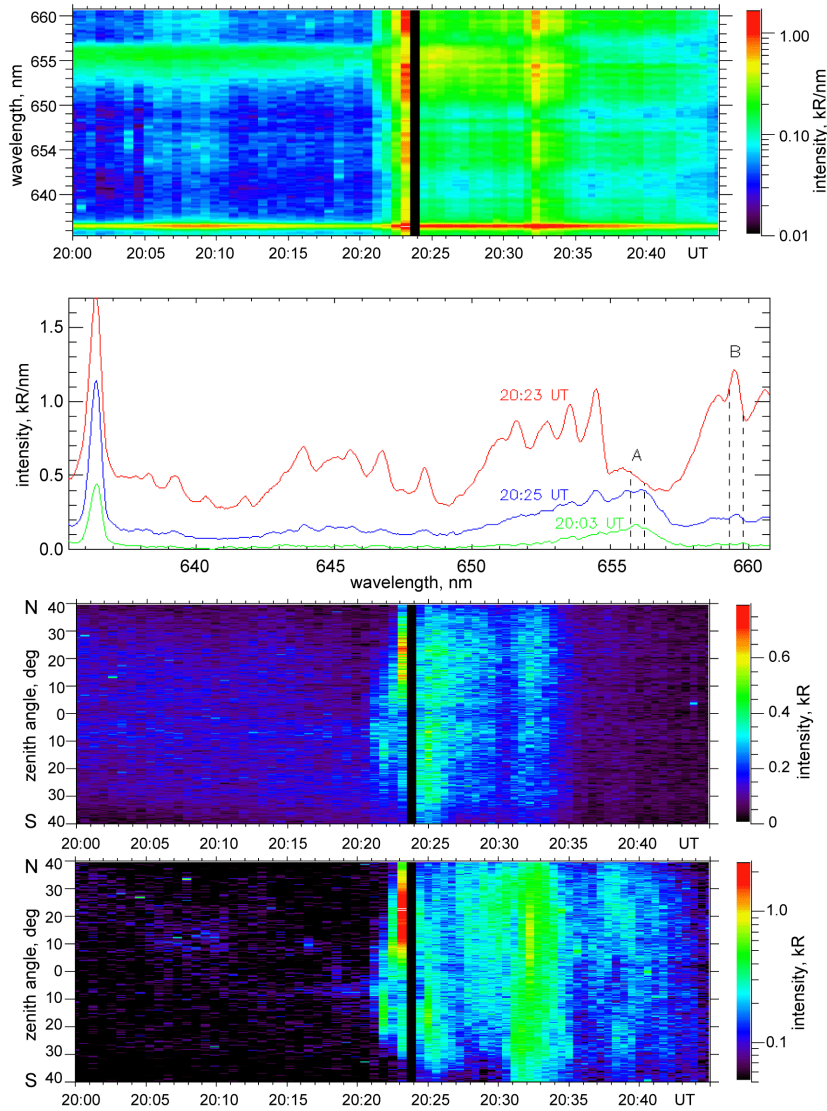 660
655
650
654
640
wavelength, nm
20:00 20:05 20:10 20:15 20:20 20:25 20:30 20:35 20:40 UT
1.00
0.10
0.01
intensity, kR/nm
1.5
1.0
0.5
0.0
intensity, kR/nm
20:23 UT
20:25 UT
20:03 UT
A
B
640 645 650 655 660
wavelength, nm
N
40
30
20
10
0
10
20
30
40
S
zenith angle, deg
20:00 20:05 20:10 20:15 20:20 20:25 20:30 20:35 20:40 UT
0.6
0.4
0.2
0
intensity, kR
N
40
30
20
10
0
10
20
30
40
S
zenith angle, deg
20:00 20:05 20:10 20:15 20:20 20:25 20:30 20:35 20:40 UT
1.0
0.1
intensity, kR